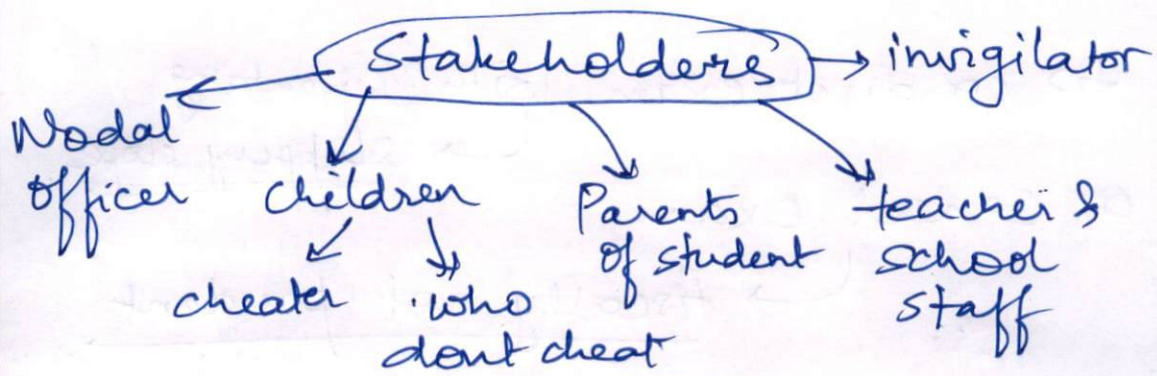 Stakeholders → invigilator
Nodal
officer
Children
cheater
who
dont cheat
Parents
of student
teacher &
school
staff